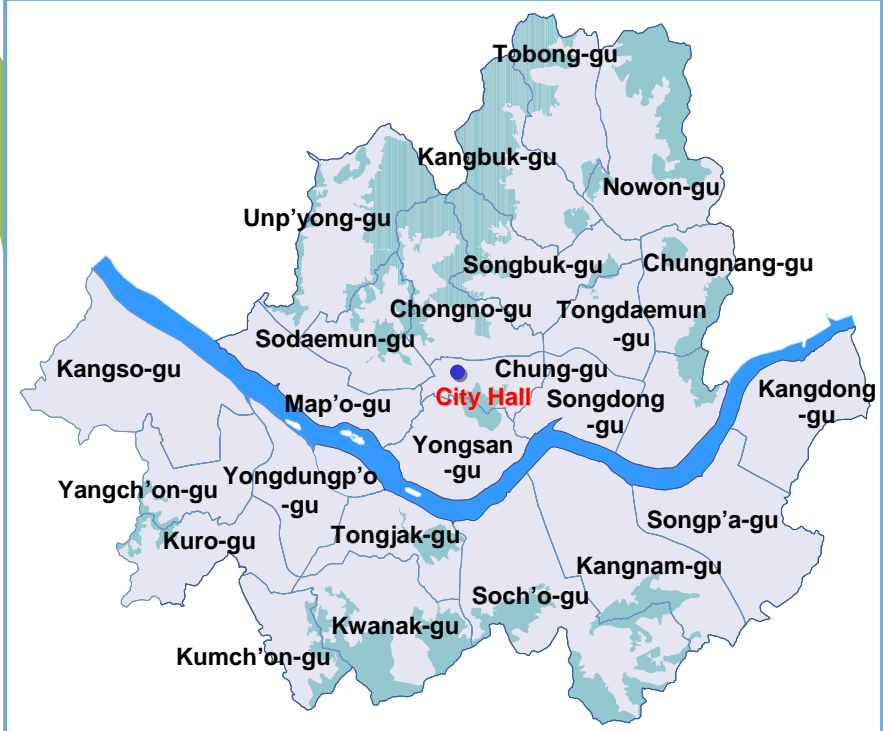 Tobong-gu
Kangbuk-gu
Nowon-gu
Unp'yong-gu
Songbuk-gu
Chungnang-gu
Chongno-gu
Tongdaemun
-gu
Sodaemun-gu
Kangso-gu
Chung-gu
Kangdong
-gu
City Hall
Map'o-gu
Songdong
-gu
Yongsan
-gu
Yangch'on-gu
Yongdungp'o
-gu
Songp'a-gu
Kuro-gu
Tongjak-gu
Kangnam-gu
Soch'o-gu
Kwanak-gu
Kumch'on-gu